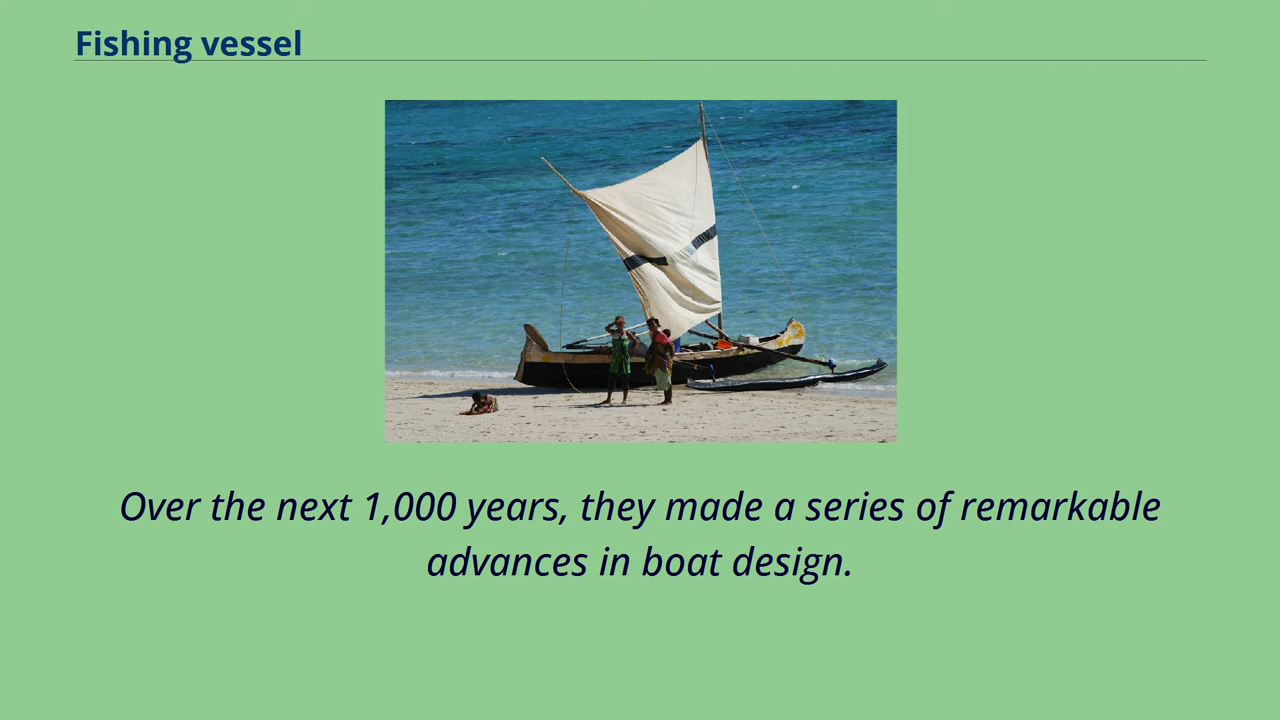 Fishing vessel
Over the next 1,000 years, they made a series of remarkable
advances in boat design.